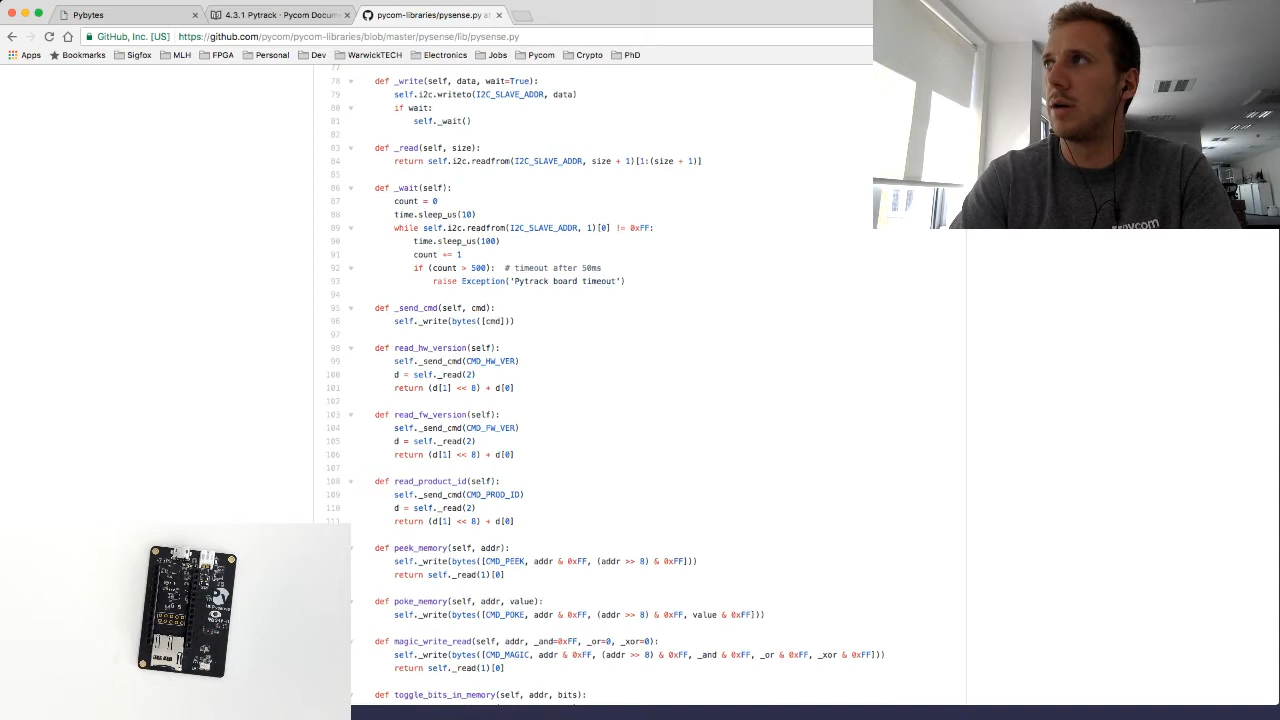 Pybytes
4.3.1 Pytrack · Pycom Docum
pycom-libraries/pysense.py a
GitHub, Inc. [US]
https://github.com/pycom/pycom-libraries/blob/master/pysense/lib/pysense.py
Apps Bookmarks Sigfox MLH FPGA Personal Dev WarwickTECH Electronics Jobs Pycom Crypto PhD
77
78 def _write(self, data, wait=True):
79 self.i2c.writeto(I2C_SLAVE_ADDR, data)
80 if wait:
81 self._wait()
82
83 def _read(self, size):
84 return self.i2c.readfrom(I2C_SLAVE_ADDR, size + 1)[1:(size + 1)]
85
86 def _wait(self):
87 count = 0
88 time.sleep_us(10)
89 while self.i2c.readfrom(I2C_SLAVE_ADDR, 1)[0] != 0xFF:
90 time.sleep_us(100)
91 count += 1
92 if (count > 500): # timeout after 50ms
93 raise Exception('Pytrack board timeout')
94
95 def _send_cmd(self, cmd):
96 self._write(bytes([cmd]))
97
98 def read_hw_version(self):
99 self._send_cmd(CMD_HW_VER)
100 d = self._read(2)
101 return (d[1] << 8) + d[0]
102
103 def read_fw_version(self):
104 self._send_cmd(CMD_FW_VER)
105 d = self._read(2)
106 return (d[1] << 8) + d[0]
107
108 def read_product_id(self):
109 self._send_cmd(CMD_PROD_ID)
110 d = self._read(2)
111 return (d[1] << 8) + d[0]
def peek_memory(self, addr):
self._write(bytes([CMD_PEEK, addr & 0xFF, (addr >> 8) & 0xFF]))
return self._read(1)[0]
def poke_memory(self, addr, value):
self._write(bytes([CMD_POKE, addr & 0xFF, (addr >> 8) & 0xFF, value & 0xFF]))
def magic_write_read(self, addr, _and=0xFF, _or=0, _xor=0):
self._write(bytes([CMD_MAGIC, addr & 0xFF, (addr >> 8) & 0xFF, _and & 0xFF, _or & 0xFF, _xor & 0xFF]))
return self._read(1)[0]
def toggle_bits_in_memory(self, addr, bits):